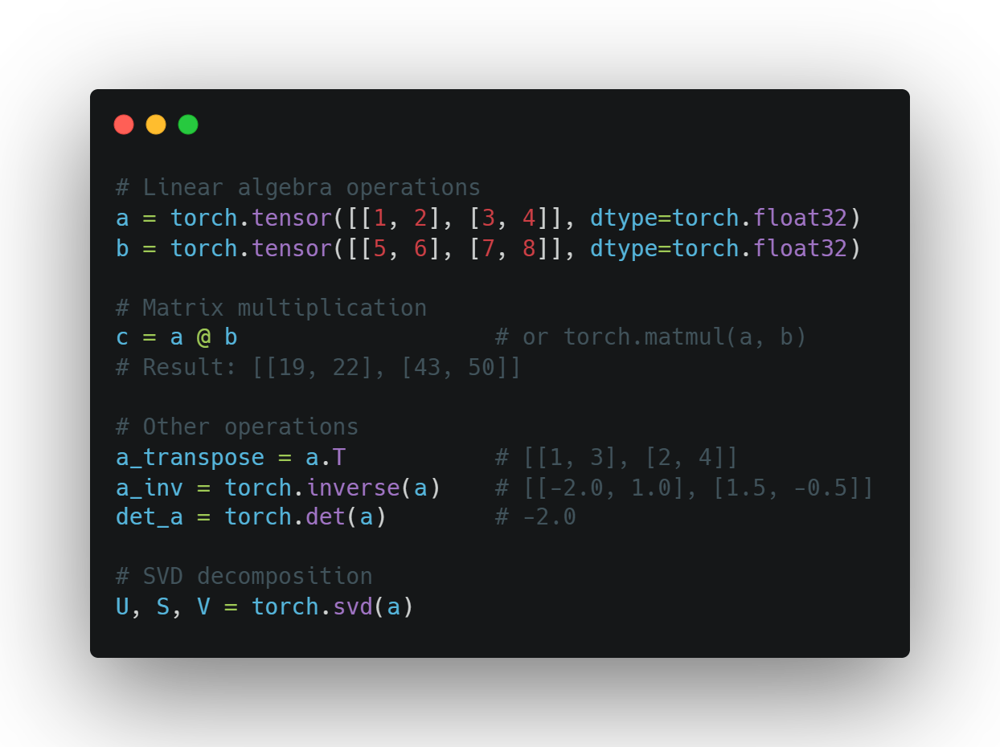 # Linear algebra operations
a = torch.tensor([[1, 2], [3, 4]], dtype=torch.float32)
b = torch.tensor([[5, 6], [7, 8]], dtype=torch.float32)
# Matrix multiplication
c = a @ b                   # or torch.matmul(a, b)
# Result: [[19, 22], [43, 50]]
# Other operations
a_transpose = a.T           # [[1, 3], [2, 4]]
a_inv = torch.inverse(a)    # [[-2.0, 1.0], [1.5, -0.5]]
det_a = torch.det(a)        # -2.0
# SVD decomposition
U, S, V = torch.svd(a)